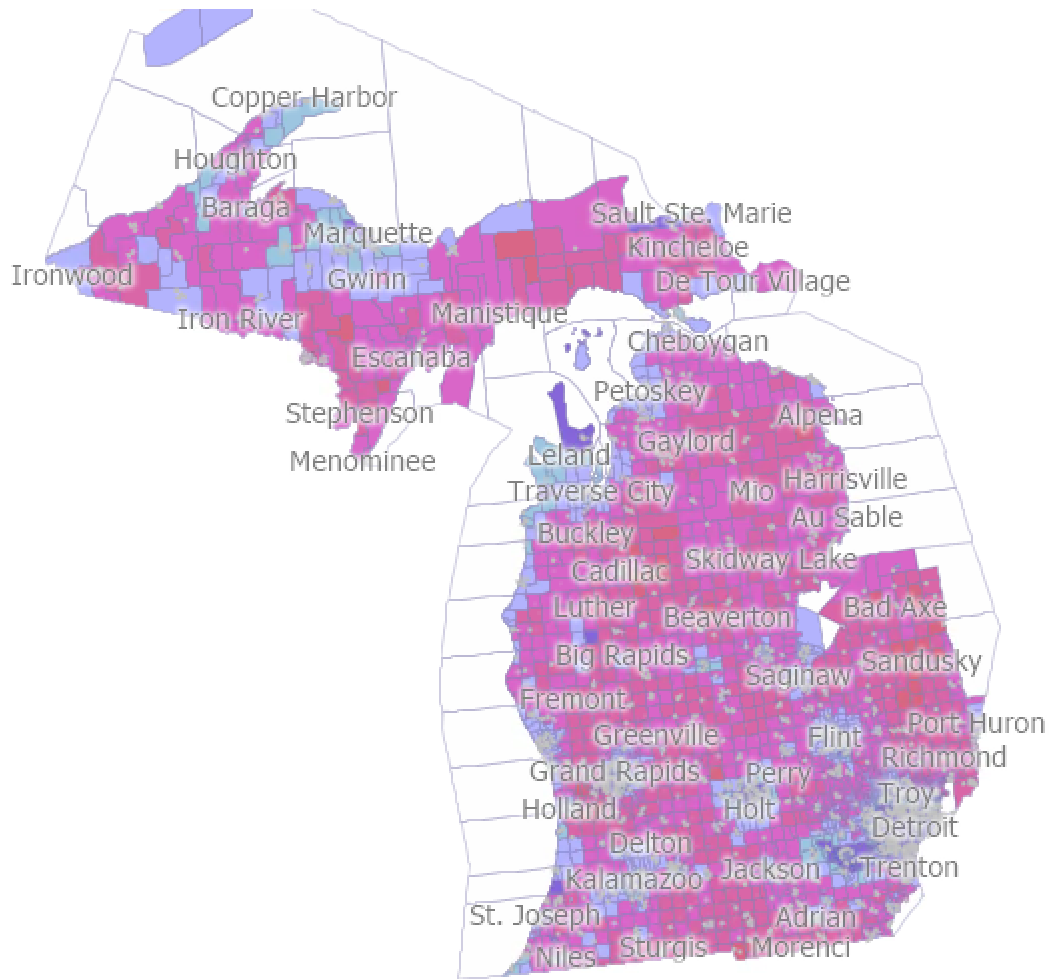 Copper Harbor
Houghton
Baraga
Sault Ste. Marie
Marquette
Kincheloe
Ironwood
Gwinn
De Tour Village
Iron River
Manistique
Cheboygan
Escanaba
Petoskey
Stephenson
Alpena
Gaylord
Leland
Menominee
Harrisville
Traverse City
Mio
Au Sable
Buckley
Skidway Lake
Cadillac
Luther
Bad Axe
Beaverton
Big Rapids
Sandusky
Saginaw
Fremont
Port Huron
Greenville
Flint
Richmond
Grand Rapids
Perry
Troy
Holland
Holt
Detroit
Delton
Jackson
Trenton
Kalamazoo
St. Joseph
Adrian
Sturgis
Morenci
Niles